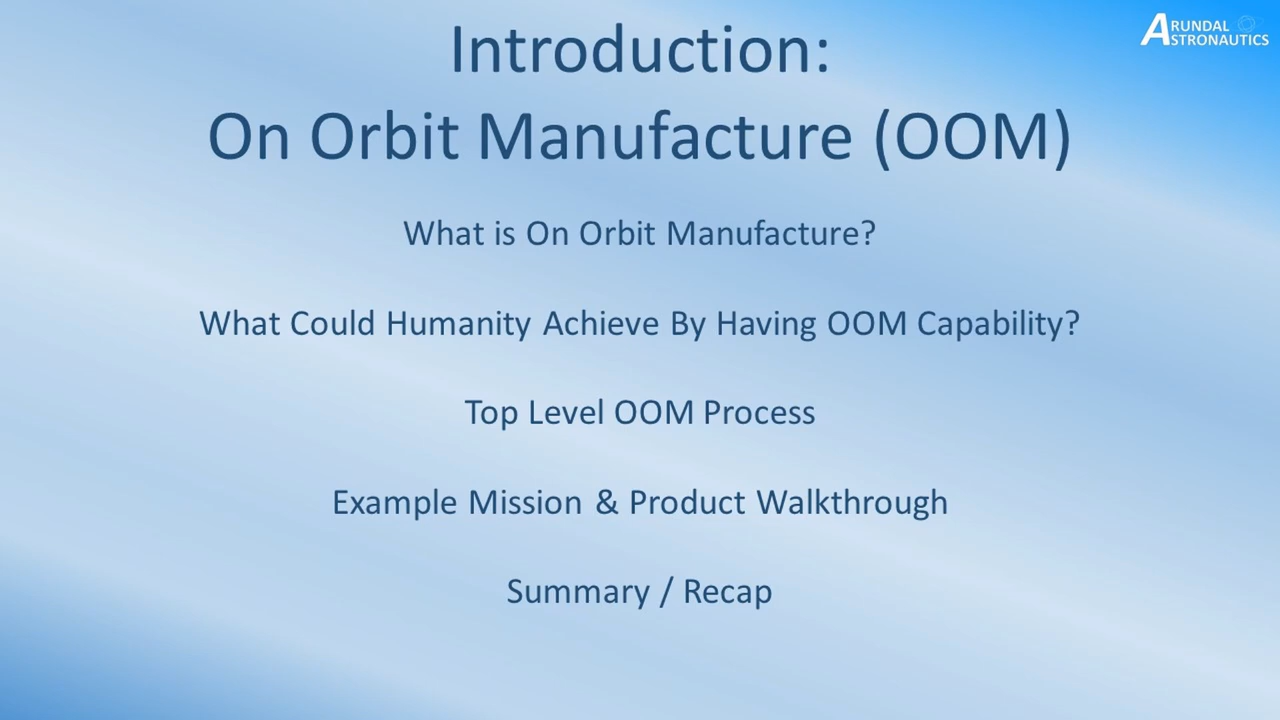 Introduction:
On Orbit Manufacture (OOM)
ARUNDAL
ASTRONAUTICS
What is On Orbit Manufacture?
What Could Humanity Achieve By Having OOM Capability?
Top Level OOM Process
Example Mission & Product Walkthrough
Summary / Recap